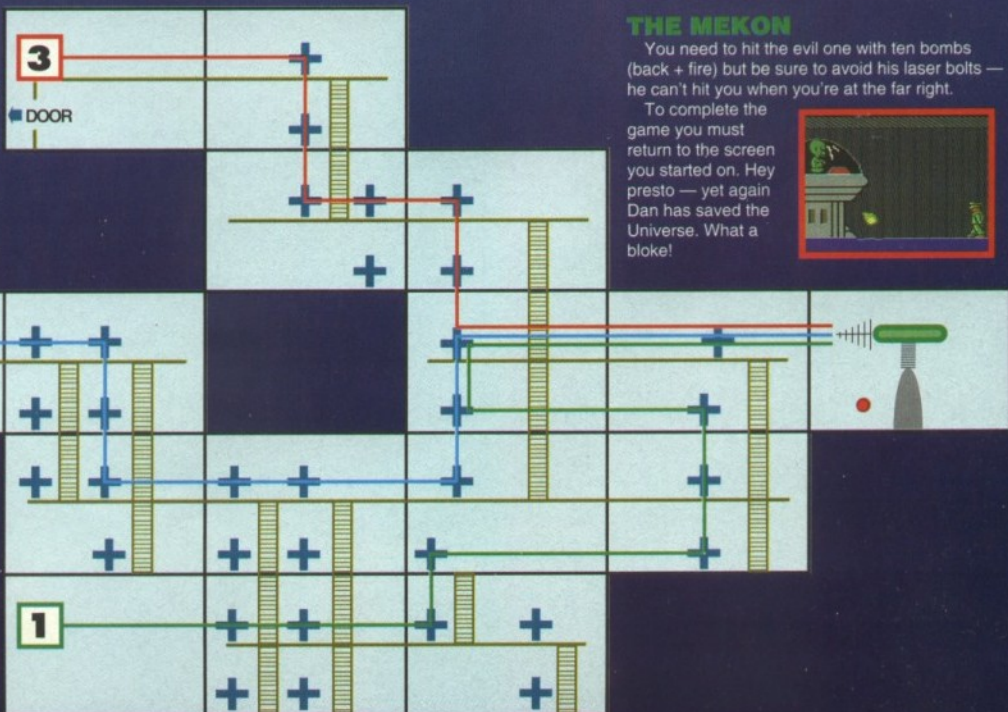 3
DOOR
THE MEKON
You need to hit the evil one with ten bombs
(back + fire) but be sure to avoid his laser bolts —
he can't hit you when you're at the far right.
To complete the
game you must
return to the screen
you started on. Hey
presto — yet again
Dan has saved the
Universe. What a
bloke!
1